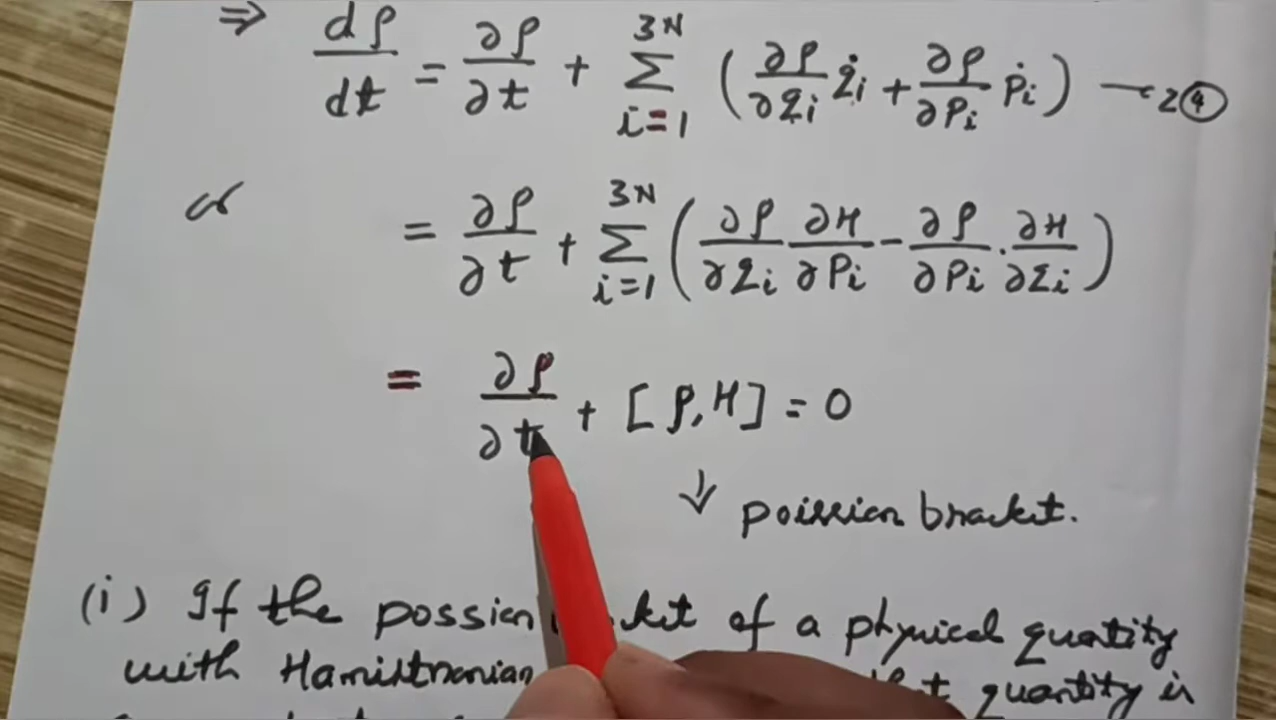 ⇒ dρ/dt = ∂ρ/∂t + Σ_{i=1}^{3N} (∂ρ/∂q_i q̇_i + ∂ρ/∂p_i ṗ_i) — 2④
or = ∂ρ/∂t + Σ_{i=1}^{3N} (∂ρ/∂q_i ∂H/∂p_i − ∂ρ/∂p_i . ∂H/∂q_i)
= ∂ρ/∂t + [ρ, H] = 0
↓ poission bracket.
(i) If the possion of a physical quantity
with Hamiltonian quantity is